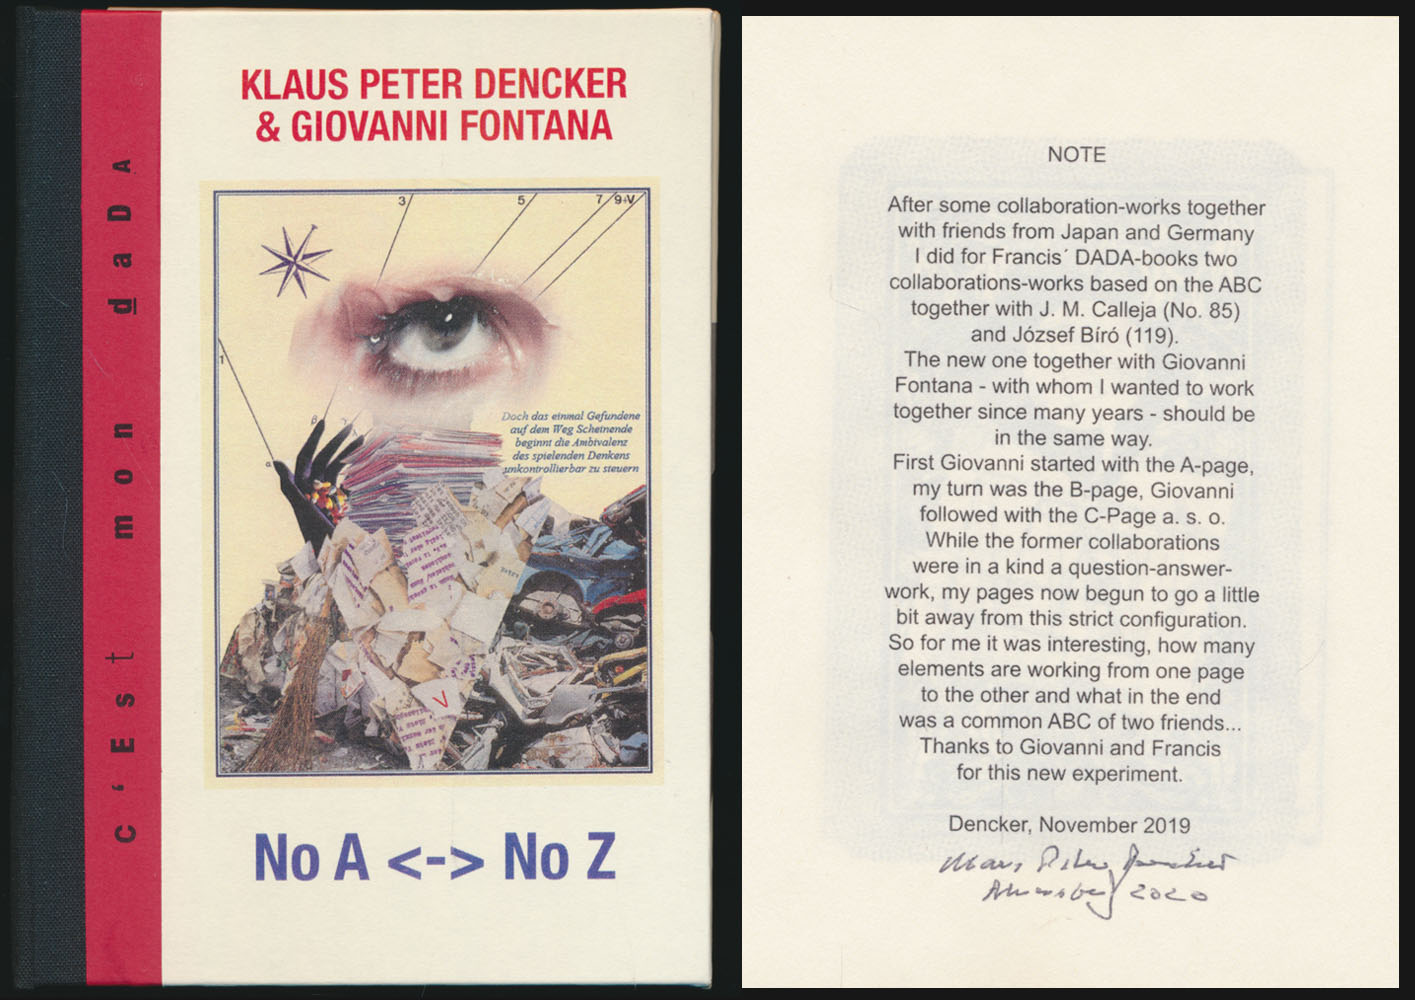 c'Est mon daDA
KLAUS PETER DENCKER
& GIOVANNI FONTANA
3 5 7 9+V
1
β γ
α
Doch das einmal Gefundene
auf dem Weg Scheinende
beginnt die Ambivalenz
des spielenden Denkens
unkontrollierbar zu steuern
V
No A <-> No Z
NOTE
After some collaboration-works together
with friends from Japan and Germany
I did for Francis´ DADA-books two
collaborations-works based on the ABC
together with J. M. Calleja (No. 85)
and József Bíró (119).
The new one together with Giovanni
Fontana - with whom I wanted to work
together since many years - should be
in the same way.
First Giovanni started with the A-page,
my turn was the B-page, Giovanni
followed with the C-Page a. s. o.
While the former collaborations
were in a kind a question-answer-
work, my pages now begun to go a little
bit away from this strict configuration.
So for me it was interesting, how many
elements are working from one page
to the other and what in the end
was a common ABC of two friends...
Thanks to Giovanni and Francis
for this new experiment.
Dencker, November 2019
Klaus Peter Dencker
2020